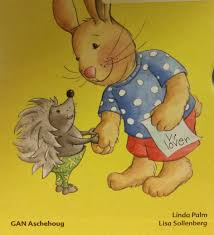 Løven
GAN Aschehoug
Linda Palm
Lisa Sollenberg